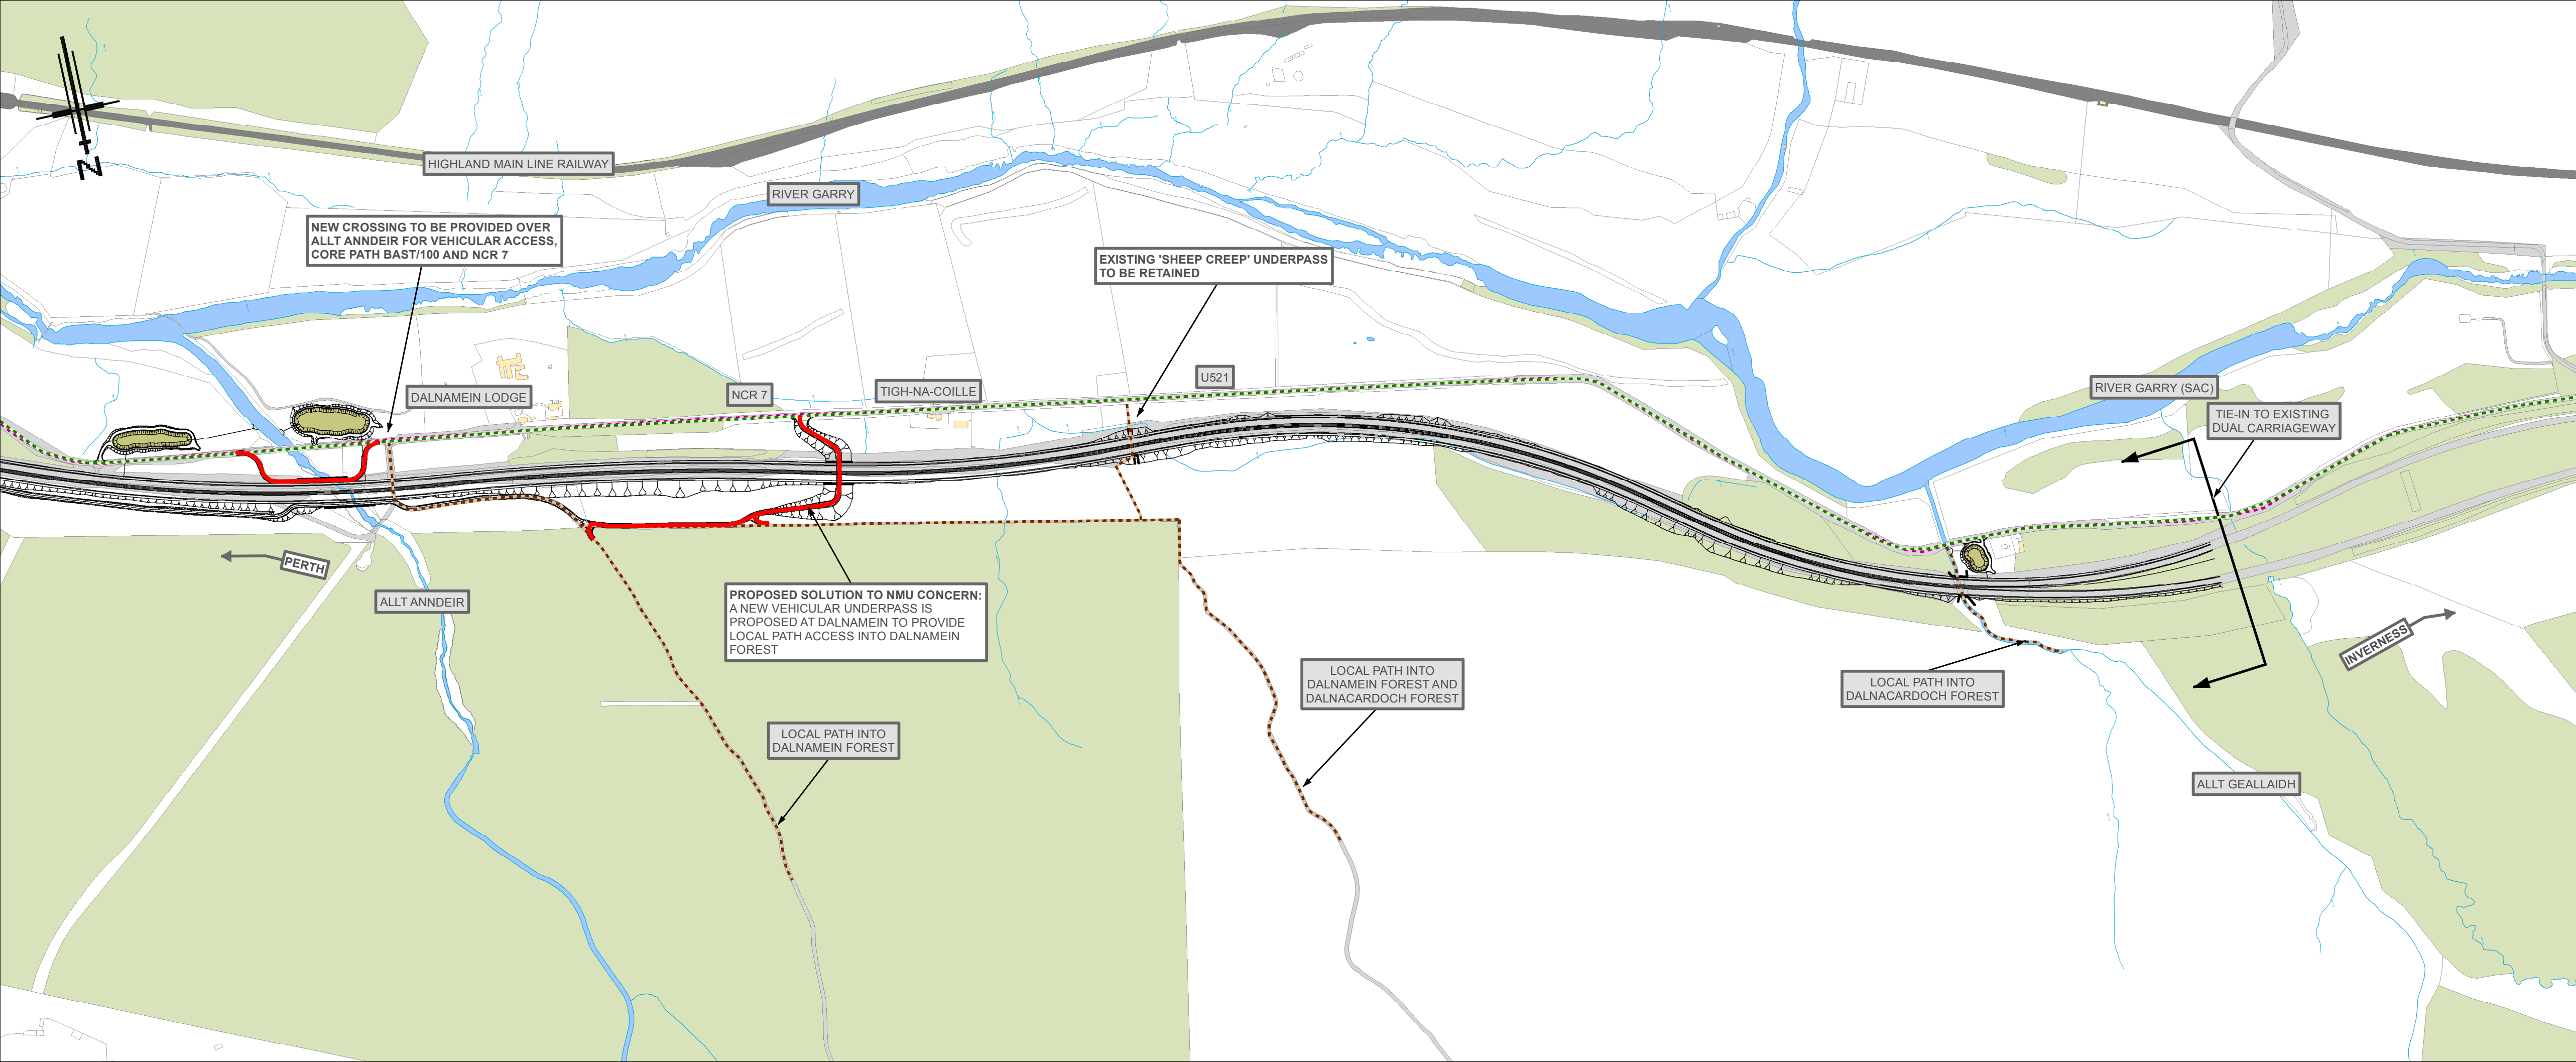 N
HIGHLAND MAIN LINE RAILWAY
RIVER GARRY
NEW CROSSING TO BE PROVIDED OVER
ALLT ANNDEIR FOR VEHICULAR ACCESS,
CORE PATH BAST/100 AND NCR 7
EXISTING 'SHEEP CREEP' UNDERPASS
TO BE RETAINED
DALNAMEIN LODGE
NCR 7
TIGH-NA-COILLE
U521
RIVER GARRY (SAC)
TIE-IN TO EXISTING
DUAL CARRIAGEWAY
PERTH
ALLT ANNDEIR
PROPOSED SOLUTION TO NMU CONCERN:
A NEW VEHICULAR UNDERPASS IS
PROPOSED AT DALNAMEIN TO PROVIDE
LOCAL PATH ACCESS INTO DALNAMEIN
FOREST
LOCAL PATH INTO
DALNAMEIN FOREST
LOCAL PATH INTO
DALNAMEIN FOREST AND
DALNACARDOCH FOREST
LOCAL PATH INTO
DALNACARDOCH FOREST
INVERNESS
ALLT GEALLAIDH